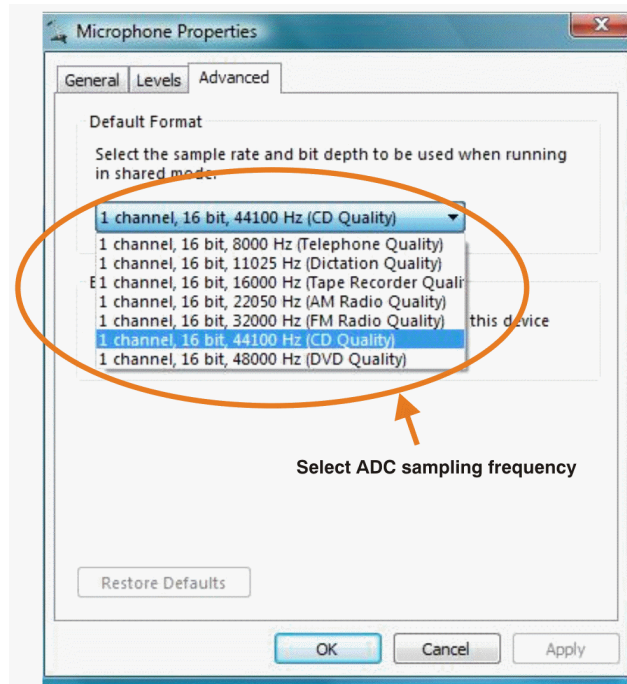 Microphone Properties
General Levels Advanced
Default Format
Select the sample rate and bit depth to be used when running
in shared mode.
1 channel, 16 bit, 44100 Hz (CD Quality)
1 channel, 16 bit, 8000 Hz (Telephone Quality)
1 channel, 16 bit, 11025 Hz (Dictation Quality)
E 1 channel, 16 bit, 16000 Hz (Tape Recorder Quali
1 channel, 16 bit, 22050 Hz (AM Radio Quality)
1 channel, 16 bit, 32000 Hz (FM Radio Quality) this device
1 channel, 16 bit, 44100 Hz (CD Quality)
1 channel, 16 bit, 48000 Hz (DVD Quality)
Select ADC sampling frequency
Restore Defaults
OK Cancel Apply